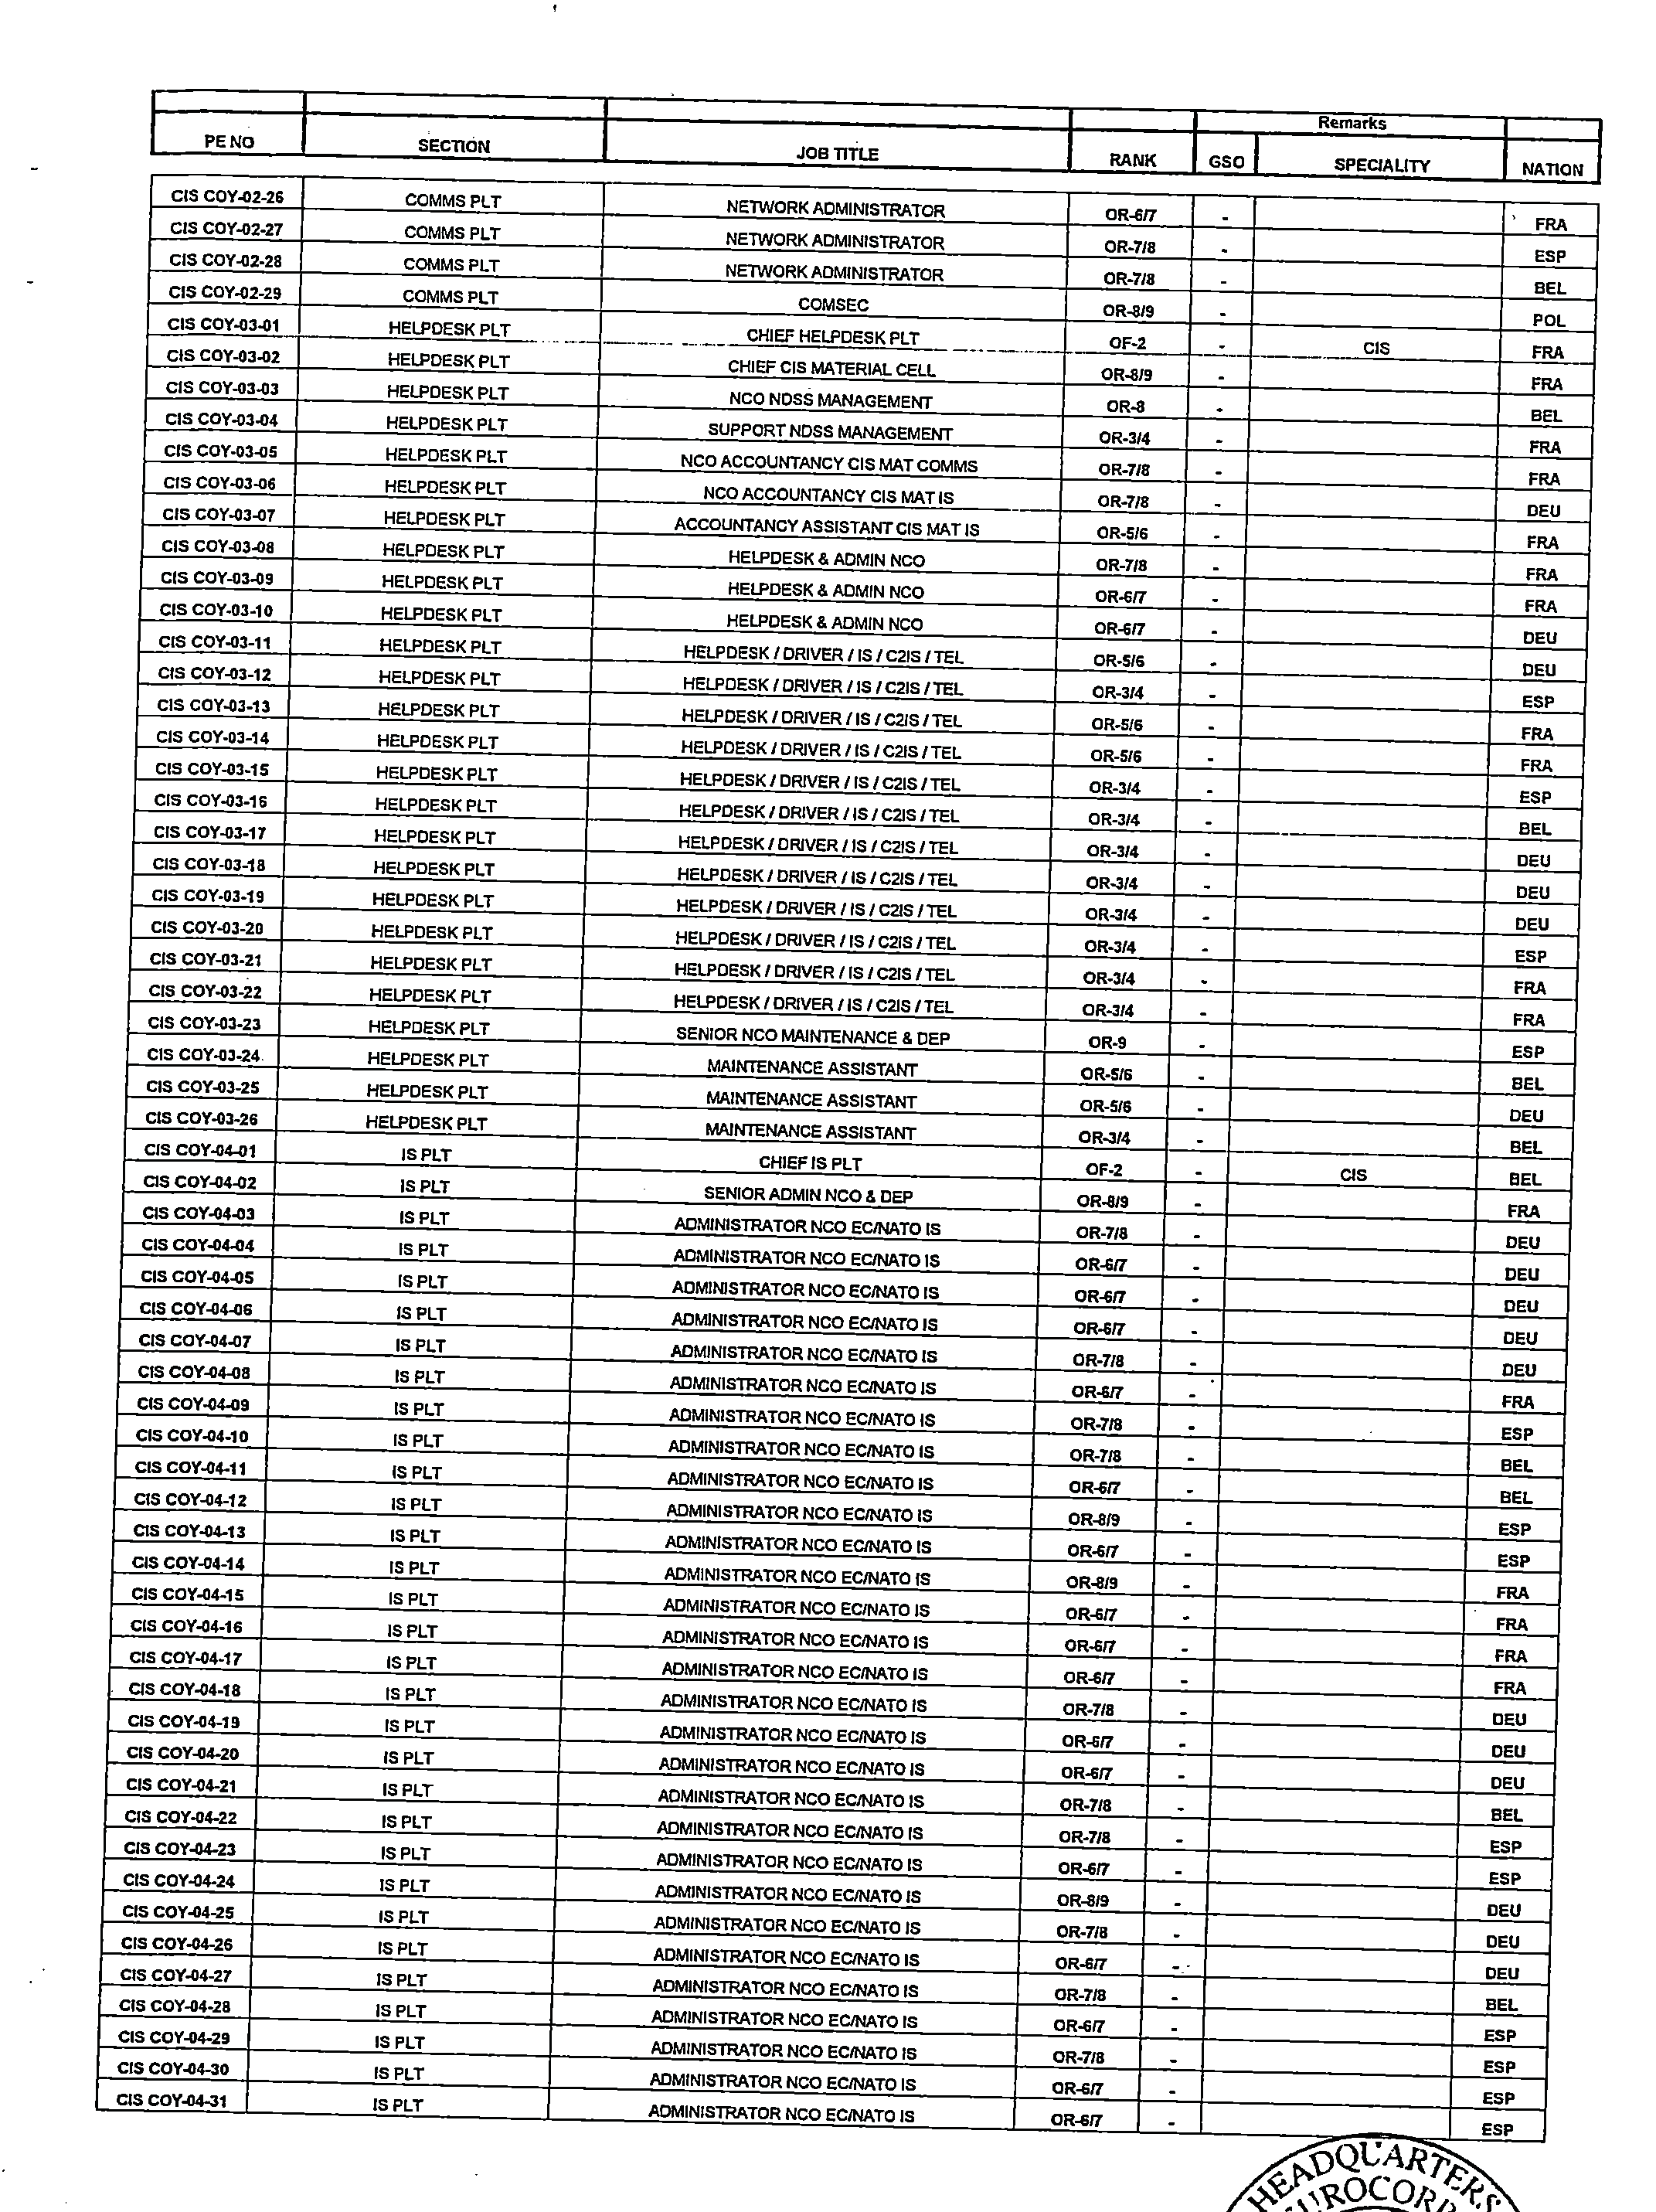 Remarks
PE NO SECTION JOB TITLE RANK GSO SPECIALITY NATION
CIS COY-02-26 COMMS PLT NETWORK ADMINISTRATOR OR-6/7 - FRA
CIS COY-02-27 COMMS PLT NETWORK ADMINISTRATOR OR-7/8 - ESP
CIS COY-02-28 COMMS PLT NETWORK ADMINISTRATOR OR-7/8 - BEL
CIS COY-02-29 COMMS PLT COMSEC OR-8/9 - POL
CIS COY-03-01 HELPDESK PLT CHIEF HELPDESK PLT OF-2 - CIS FRA
CIS COY-03-02 HELPDESK PLT CHIEF CIS MATERIAL CELL OR-8/9 - FRA
CIS COY-03-03 HELPDESK PLT NCO NDSS MANAGEMENT OR-8 - BEL
CIS COY-03-04 HELPDESK PLT SUPPORT NDSS MANAGEMENT OR-3/4 - FRA
CIS COY-03-05 HELPDESK PLT NCO ACCOUNTANCY CIS MAT COMMS OR-7/8 - FRA
CIS COY-03-06 HELPDESK PLT NCO ACCOUNTANCY CIS MAT IS OR-7/8 - DEU
CIS COY-03-07 HELPDESK PLT ACCOUNTANCY ASSISTANT CIS MAT IS OR-5/6 - FRA
CIS COY-03-08 HELPDESK PLT HELPDESK & ADMIN NCO OR-7/8 - FRA
CIS COY-03-09 HELPDESK PLT HELPDESK & ADMIN NCO OR-6/7 - FRA
CIS COY-03-10 HELPDESK PLT HELPDESK & ADMIN NCO OR-6/7 - DEU
CIS COY-03-11 HELPDESK PLT HELPDESK / DRIVER / IS / C2IS / TEL OR-5/6 - DEU
CIS COY-03-12 HELPDESK PLT HELPDESK / DRIVER / IS / C2IS / TEL OR-3/4 - ESP
CIS COY-03-13 HELPDESK PLT HELPDESK / DRIVER / IS / C2IS / TEL OR-5/6 - FRA
CIS COY-03-14 HELPDESK PLT HELPDESK / DRIVER / IS / C2IS / TEL OR-5/6 - FRA
CIS COY-03-15 HELPDESK PLT HELPDESK / DRIVER / IS / C2IS / TEL OR-3/4 - ESP
CIS COY-03-16 HELPDESK PLT HELPDESK / DRIVER / IS / C2IS / TEL OR-3/4 - BEL
CIS COY-03-17 HELPDESK PLT HELPDESK / DRIVER / IS / C2IS / TEL OR-3/4 - DEU
CIS COY-03-18 HELPDESK PLT HELPDESK / DRIVER / IS / C2IS / TEL OR-3/4 - DEU
CIS COY-03-19 HELPDESK PLT HELPDESK / DRIVER / IS / C2IS / TEL OR-3/4 - DEU
CIS COY-03-20 HELPDESK PLT HELPDESK / DRIVER / IS / C2IS / TEL OR-3/4 - ESP
CIS COY-03-21 HELPDESK PLT HELPDESK / DRIVER / IS / C2IS / TEL OR-3/4 - FRA
CIS COY-03-22 HELPDESK PLT HELPDESK / DRIVER / IS / C2IS / TEL OR-3/4 - FRA
CIS COY-03-23 HELPDESK PLT SENIOR NCO MAINTENANCE & DEP OR-9 - ESP
CIS COY-03-24 HELPDESK PLT MAINTENANCE ASSISTANT OR-5/6 - BEL
CIS COY-03-25 HELPDESK PLT MAINTENANCE ASSISTANT OR-5/6 - DEU
CIS COY-03-26 HELPDESK PLT MAINTENANCE ASSISTANT OR-3/4 - BEL
CIS COY-04-01 IS PLT CHIEF IS PLT OF-2 - CIS BEL
CIS COY-04-02 IS PLT SENIOR ADMIN NCO & DEP OR-8/9 - FRA
CIS COY-04-03 IS PLT ADMINISTRATOR NCO EC/NATO IS OR-7/8 - DEU
CIS COY-04-04 IS PLT ADMINISTRATOR NCO EC/NATO IS OR-6/7 - DEU
CIS COY-04-05 IS PLT ADMINISTRATOR NCO EC/NATO IS OR-6/7 - DEU
CIS COY-04-06 IS PLT ADMINISTRATOR NCO EC/NATO IS OR-6/7 - DEU
CIS COY-04-07 IS PLT ADMINISTRATOR NCO EC/NATO IS OR-7/8 - DEU
CIS COY-04-08 IS PLT ADMINISTRATOR NCO EC/NATO IS OR-6/7 - FRA
CIS COY-04-09 IS PLT ADMINISTRATOR NCO EC/NATO IS OR-7/8 - ESP
CIS COY-04-10 IS PLT ADMINISTRATOR NCO EC/NATO IS OR-7/8 - BEL
CIS COY-04-11 IS PLT ADMINISTRATOR NCO EC/NATO IS OR-6/7 - BEL
CIS COY-04-12 IS PLT ADMINISTRATOR NCO EC/NATO IS OR-8/9 - ESP
CIS COY-04-13 IS PLT ADMINISTRATOR NCO EC/NATO IS OR-6/7 - ESP
CIS COY-04-14 IS PLT ADMINISTRATOR NCO EC/NATO IS OR-8/9 - FRA
CIS COY-04-15 IS PLT ADMINISTRATOR NCO EC/NATO IS OR-6/7 - FRA
CIS COY-04-16 IS PLT ADMINISTRATOR NCO EC/NATO IS OR-6/7 - FRA
CIS COY-04-17 IS PLT ADMINISTRATOR NCO EC/NATO IS OR-6/7 - FRA
CIS COY-04-18 IS PLT ADMINISTRATOR NCO EC/NATO IS OR-7/8 - DEU
CIS COY-04-19 IS PLT ADMINISTRATOR NCO EC/NATO IS OR-6/7 - DEU
CIS COY-04-20 IS PLT ADMINISTRATOR NCO EC/NATO IS OR-6/7 - DEU
CIS COY-04-21 IS PLT ADMINISTRATOR NCO EC/NATO IS OR-7/8 - BEL
CIS COY-04-22 IS PLT ADMINISTRATOR NCO EC/NATO IS OR-7/8 - ESP
CIS COY-04-23 IS PLT ADMINISTRATOR NCO EC/NATO IS OR-6/7 - ESP
CIS COY-04-24 IS PLT ADMINISTRATOR NCO EC/NATO IS OR-8/9 DEU
CIS COY-04-25 IS PLT ADMINISTRATOR NCO EC/NATO IS OR-7/8 - DEU
CIS COY-04-26 IS PLT ADMINISTRATOR NCO EC/NATO IS OR-6/7 - DEU
CIS COY-04-27 IS PLT ADMINISTRATOR NCO EC/NATO IS OR-7/8 - BEL
CIS COY-04-28 IS PLT ADMINISTRATOR NCO EC/NATO IS OR-6/7 - ESP
CIS COY-04-29 IS PLT ADMINISTRATOR NCO EC/NATO IS OR-7/8 - ESP
CIS COY-04-30 IS PLT ADMINISTRATOR NCO EC/NATO IS OR-6/7 - ESP
CIS COY-04-31 IS PLT ADMINISTRATOR NCO EC/NATO IS OR-6/7 - ESP
HEADQUARTERS